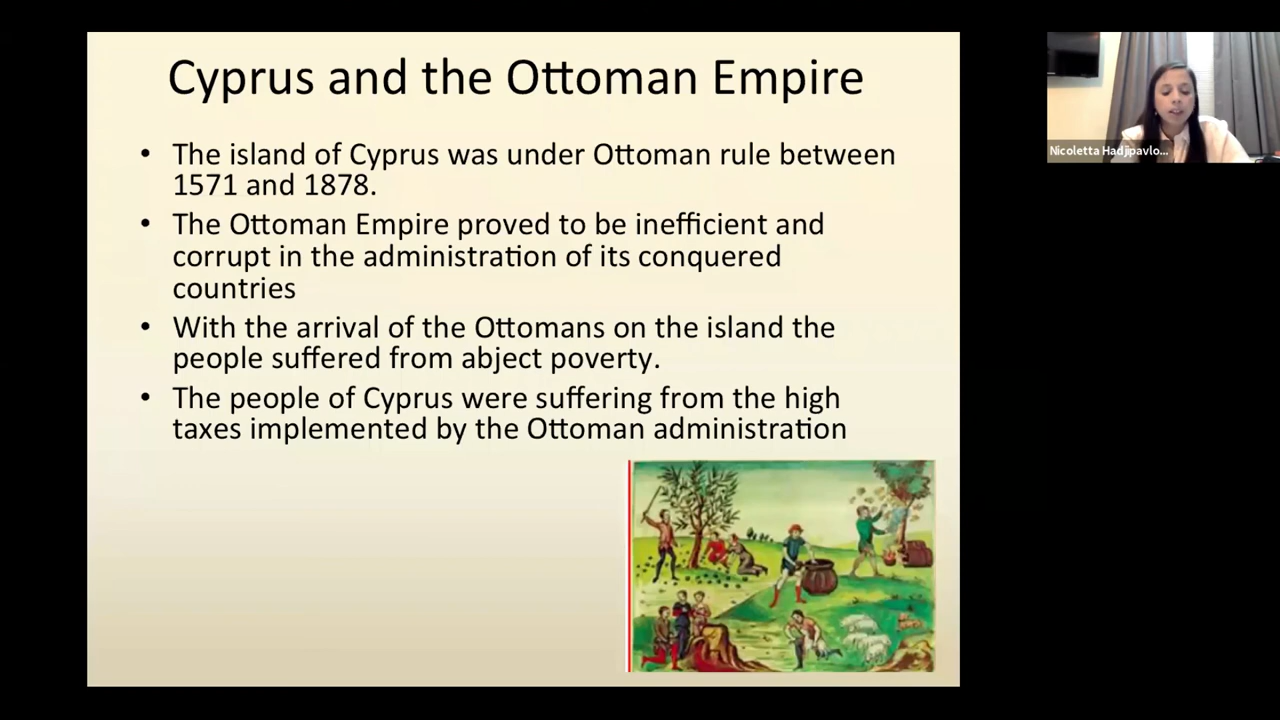 Cyprus and the Ottoman Empire
• The island of Cyprus was under Ottoman rule between
1571 and 1878.
• The Ottoman Empire proved to be inefficient and
corrupt in the administration of its conquered
countries
• With the arrival of the Ottomans on the island the
people suffered from abject poverty.
• The people of Cyprus were suffering from the high
taxes implemented by the Ottoman administration
Nicoletta Hadjipavlo...